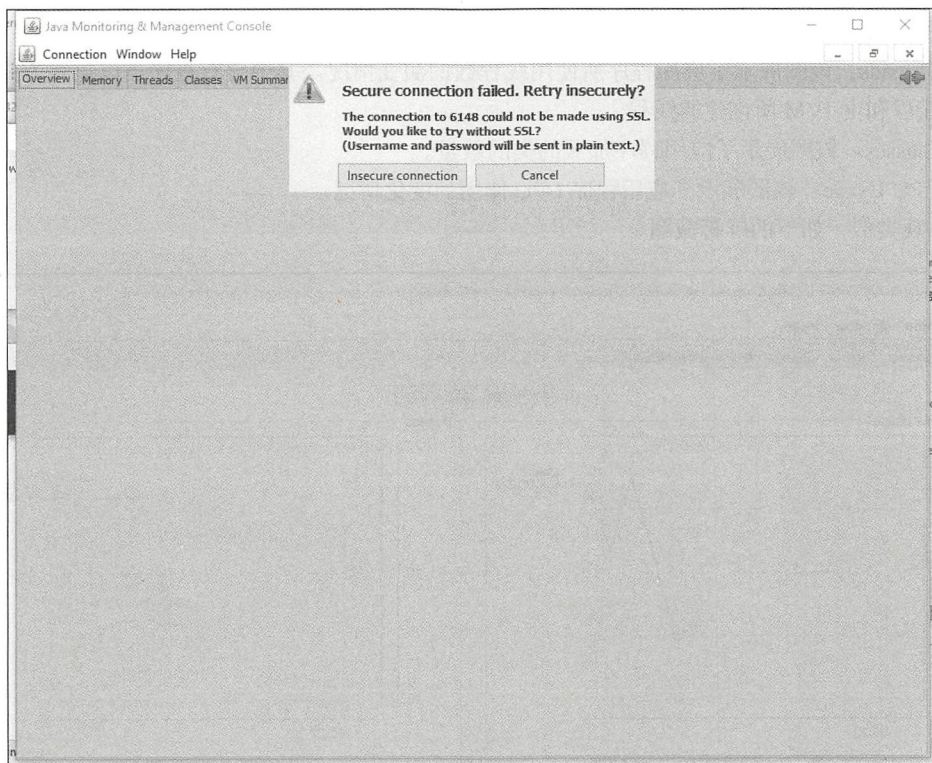 Java Monitoring & Management Console
Connection Window Help
Overview Memory Threads Classes VM Summar
Secure connection failed. Retry insecurely?
The connection to 6148 could not be made using SSL.
Would you like to try without SSL?
(Username and password will be sent in plain text.)
Insecure connection Cancel